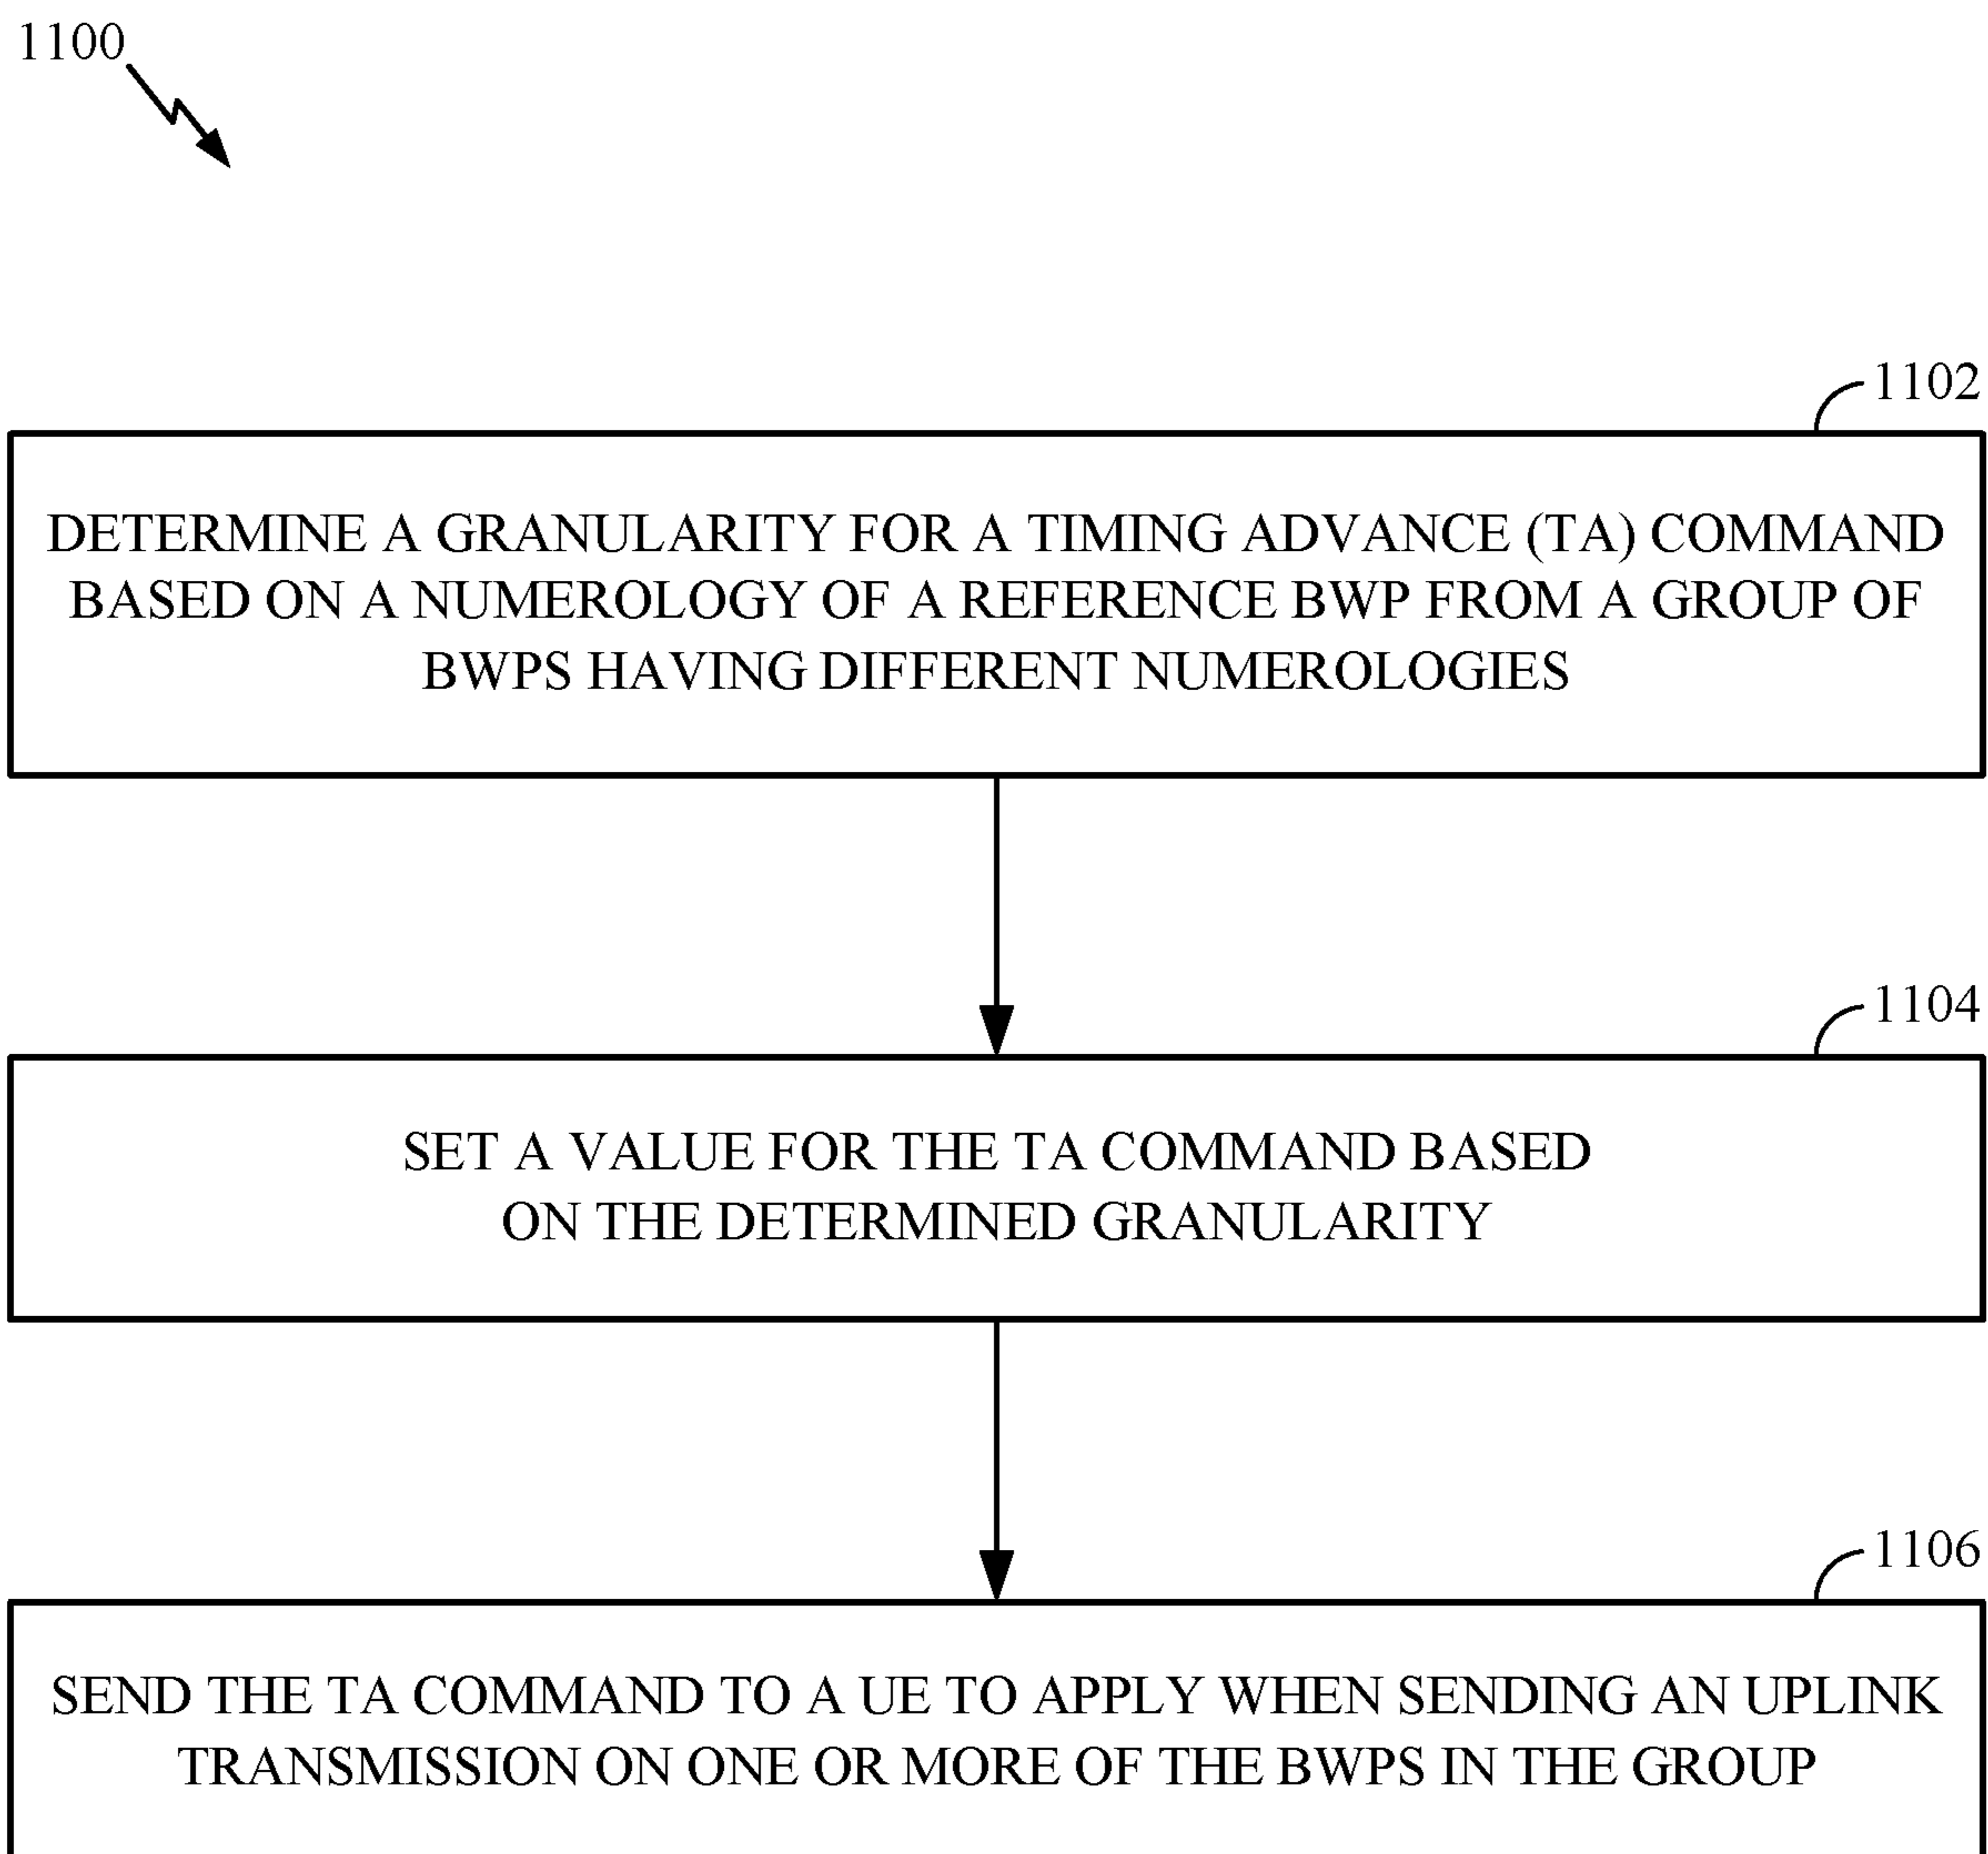 1100
1102
DETERMINE A GRANULARITY FOR A TIMING ADVANCE (TA) COMMAND
BASED ON A NUMEROLOGY OF A REFERENCE BWP FROM A GROUP OF
BWPS HAVING DIFFERENT NUMEROLOGIES
1104
SET A VALUE FOR THE TA COMMAND BASED
ON THE DETERMINED GRANULARITY
1106
SEND THE TA COMMAND TO A UE TO APPLY WHEN SENDING AN UPLINK
TRANSMISSION ON ONE OR MORE OF THE BWPS IN THE GROUP